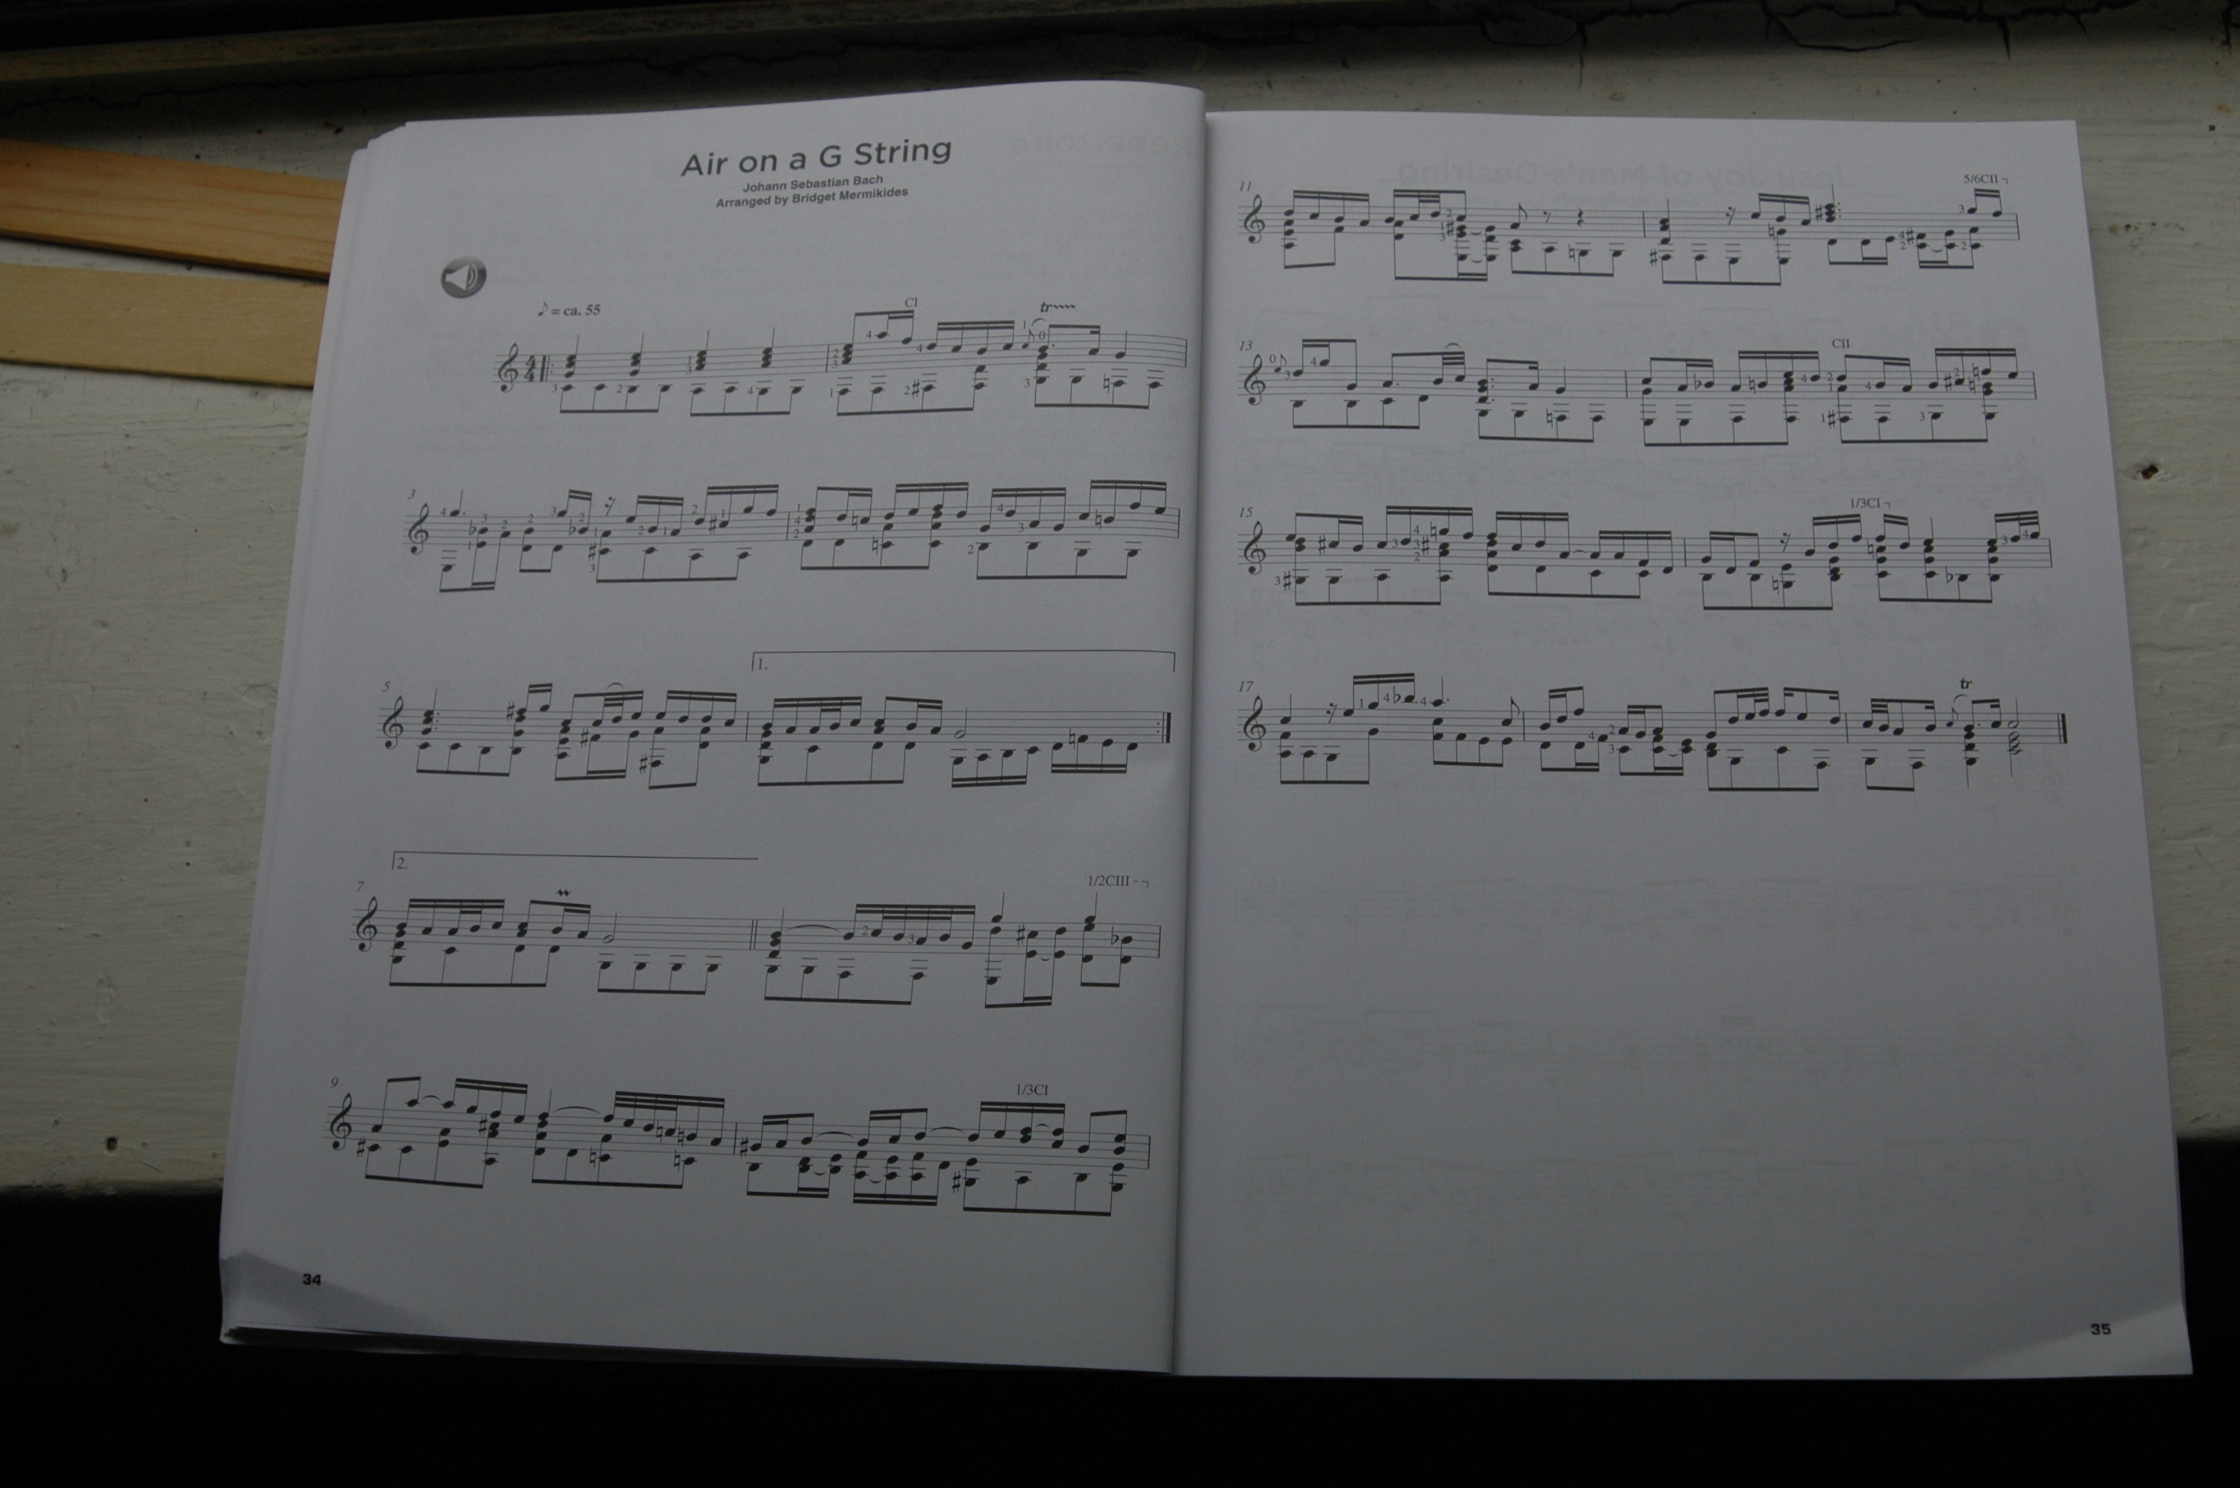 Air on a G String
Johann Sebastian Bach
Arranged by Bridget Mermikides
♪ = ca. 55
CI
tr
3
5
1.
2.
7
1/2CIII
9
1/3CI
34
11
5/6CII
13
CII
15
1/3CI
17
tr
35